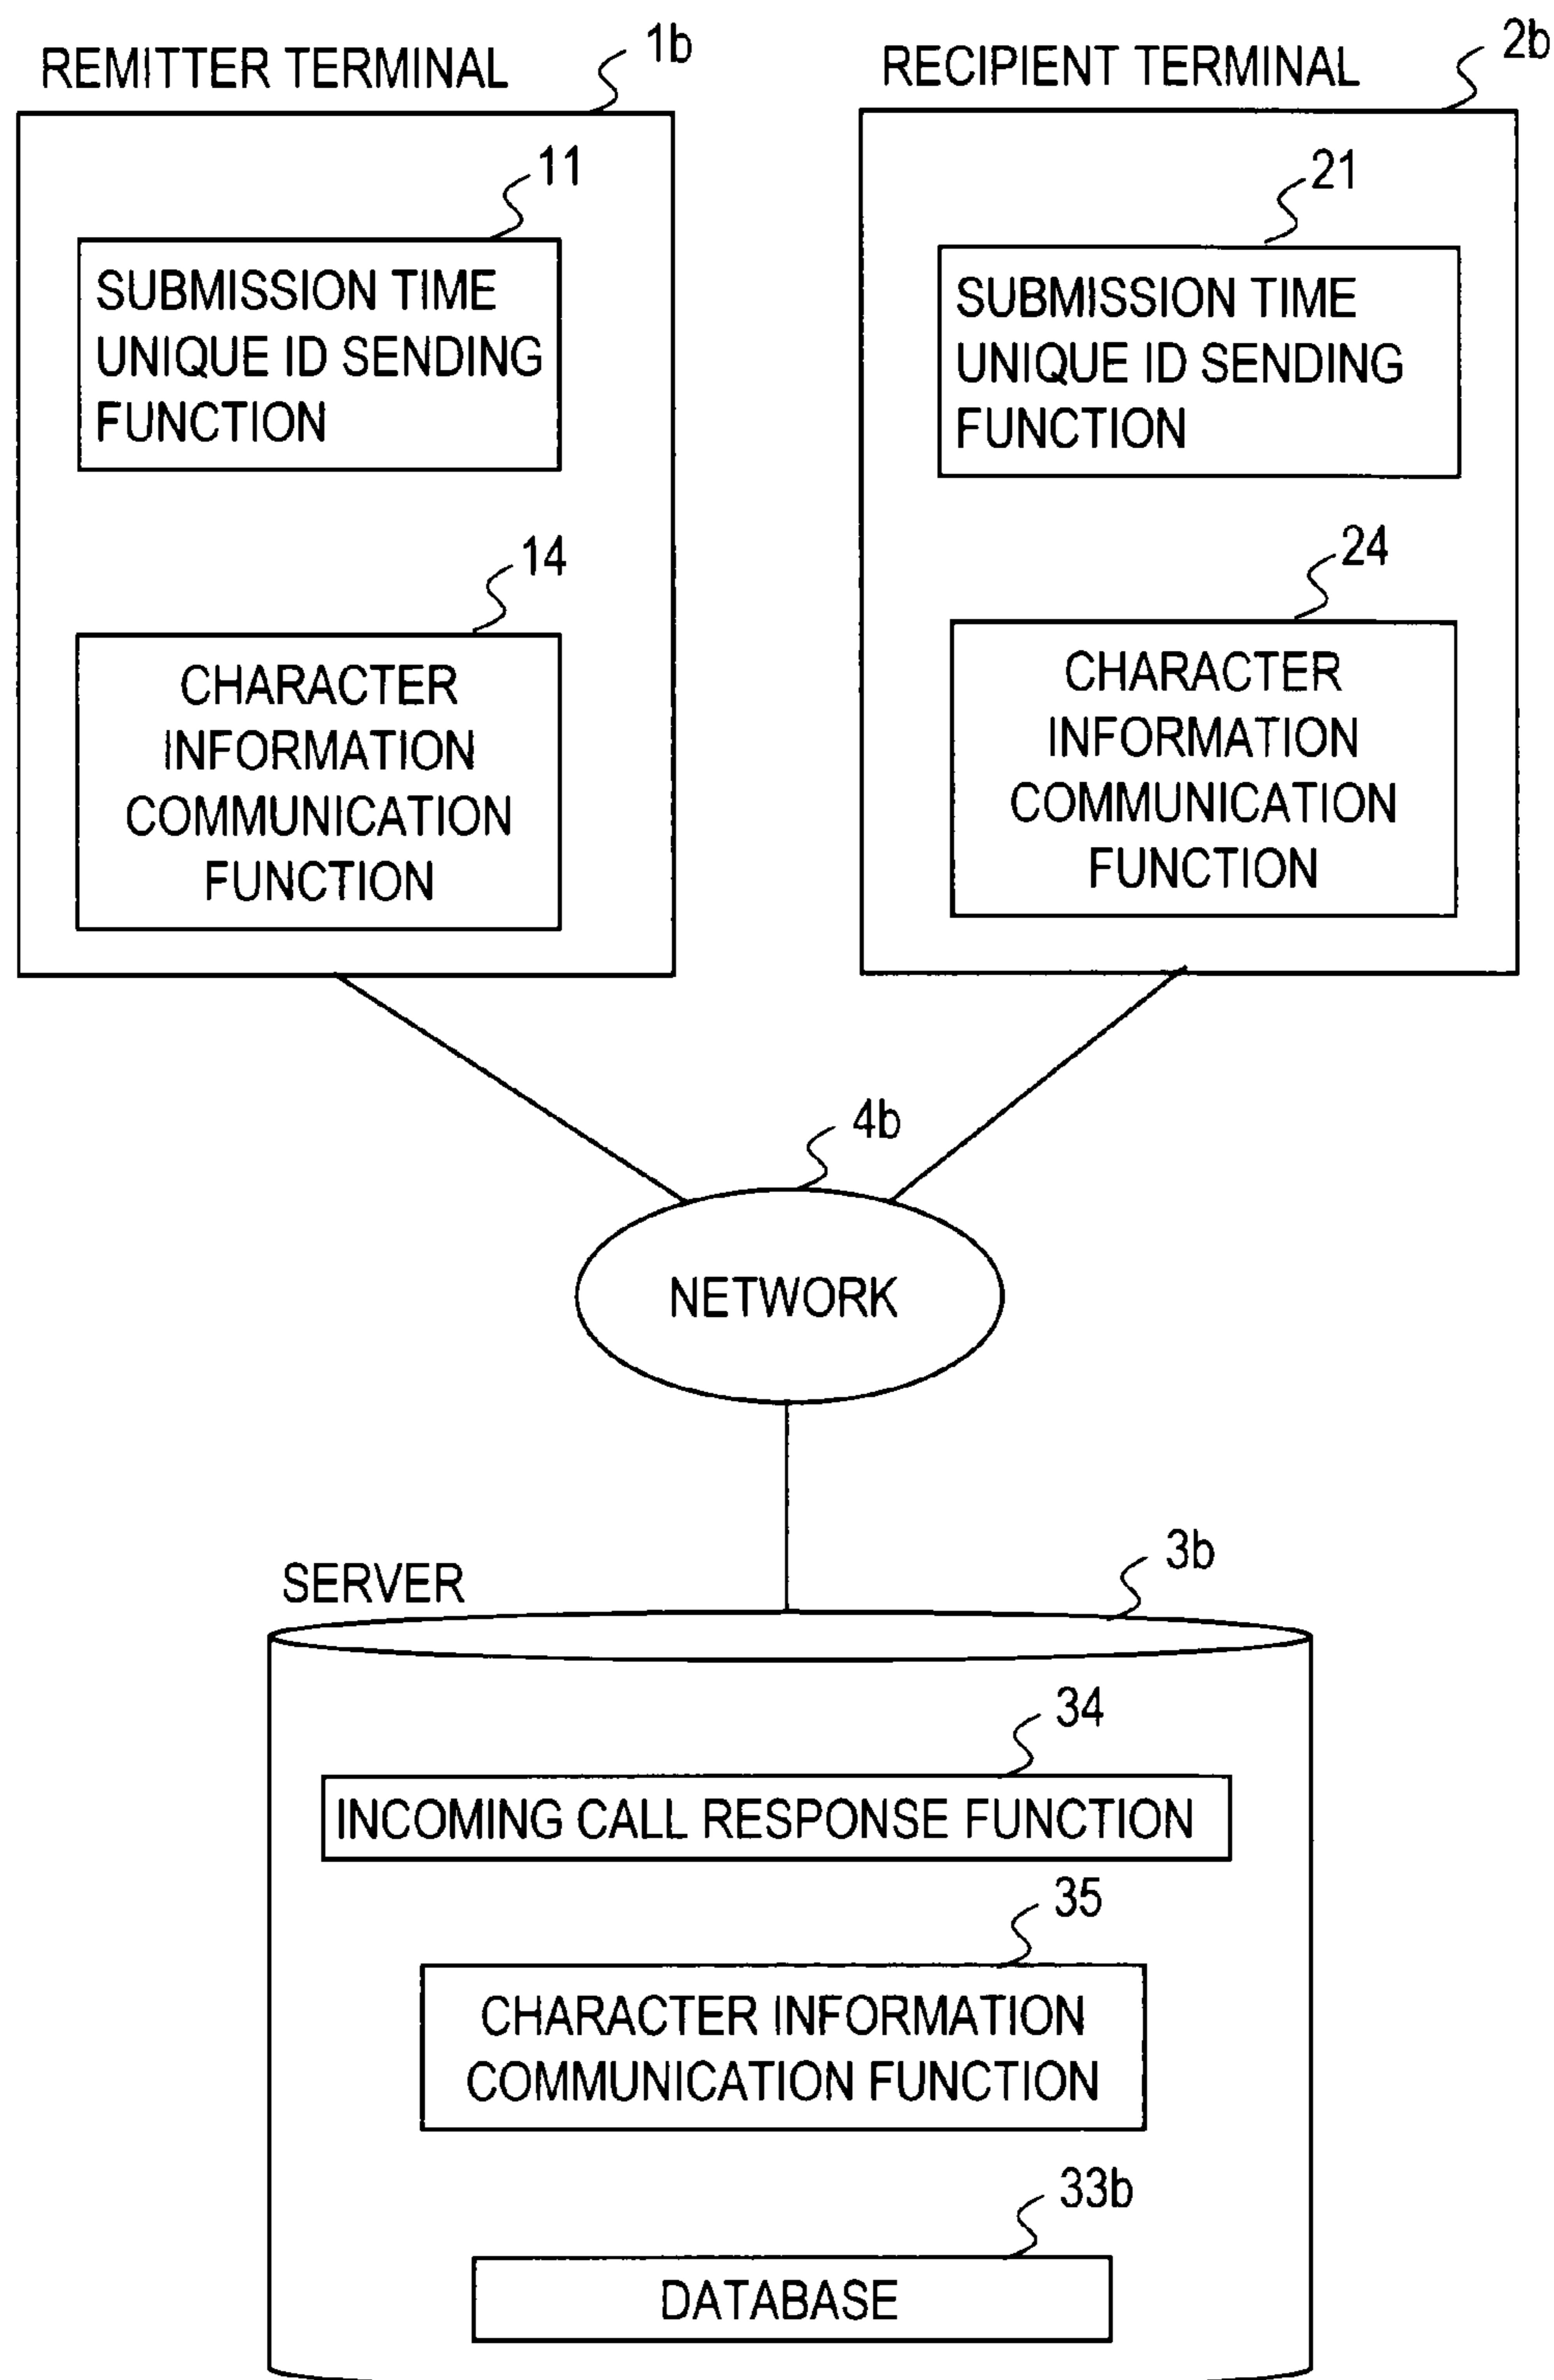 REMITTER TERMINAL
1b
11
SUBMISSION TIME
UNIQUE ID SENDING
FUNCTION
14
CHARACTER
INFORMATION
COMMUNICATION
FUNCTION
RECIPIENT TERMINAL
2b
21
SUBMISSION TIME
UNIQUE ID SENDING
FUNCTION
24
CHARACTER
INFORMATION
COMMUNICATION
FUNCTION
4b
NETWORK
SERVER
3b
34
INCOMING CALL RESPONSE FUNCTION
35
CHARACTER INFORMATION
COMMUNICATION FUNCTION
33b
DATABASE